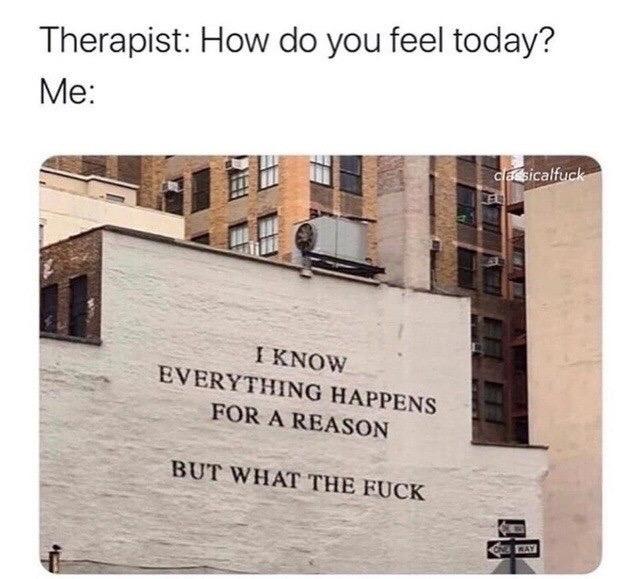 Therapist: How do you feel today?
Me:
classicalfuck
I KNOW
EVERYTHING HAPPENS
FOR A REASON
BUT WHAT THE FUCK
ONE WAY